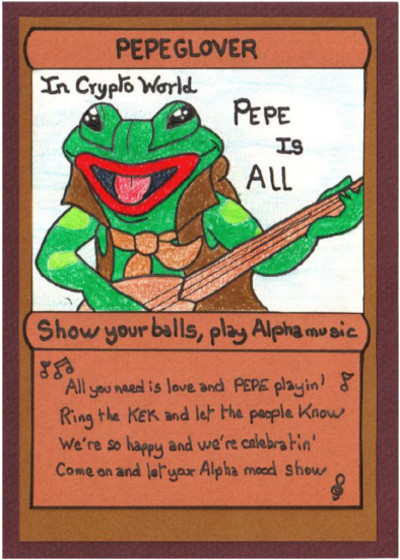 PEPEGLOVER
In Crypto World
PEPE
IS
ALL
Show your balls, play Alpha music
All you need is love and PEPE playin'
Ring the KEK and let the people Know
We're so happy and we're celebratin'
Come on and let your Alpha mood show